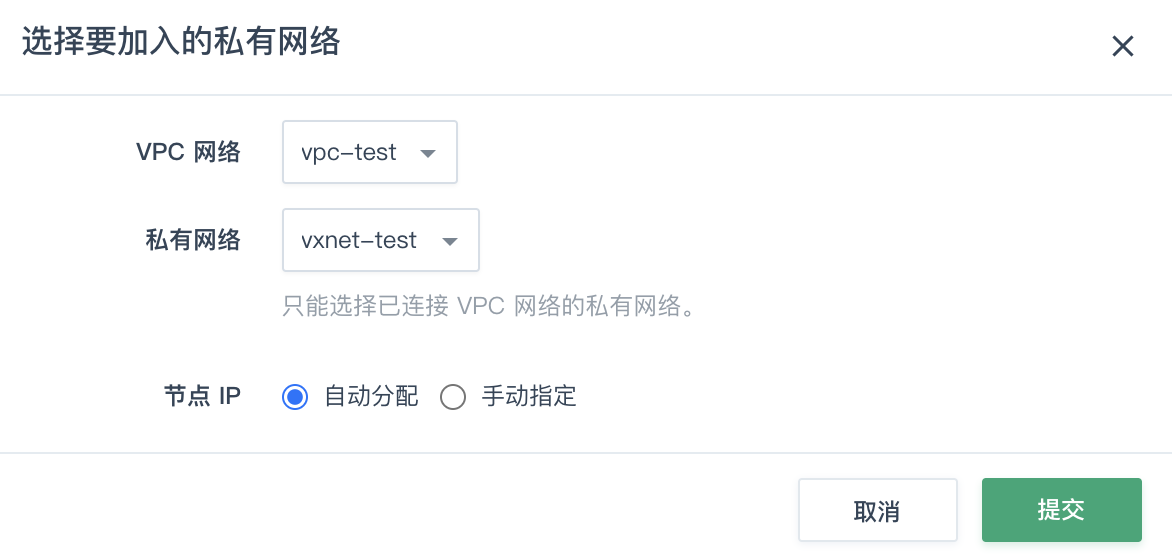 选择要加入的私有网络
VPC 网络 vpc-test
私有网络 vxnet-test
只能选择已连接 VPC 网络的私有网络。
节点 IP 自动分配 手动指定
取消 提交